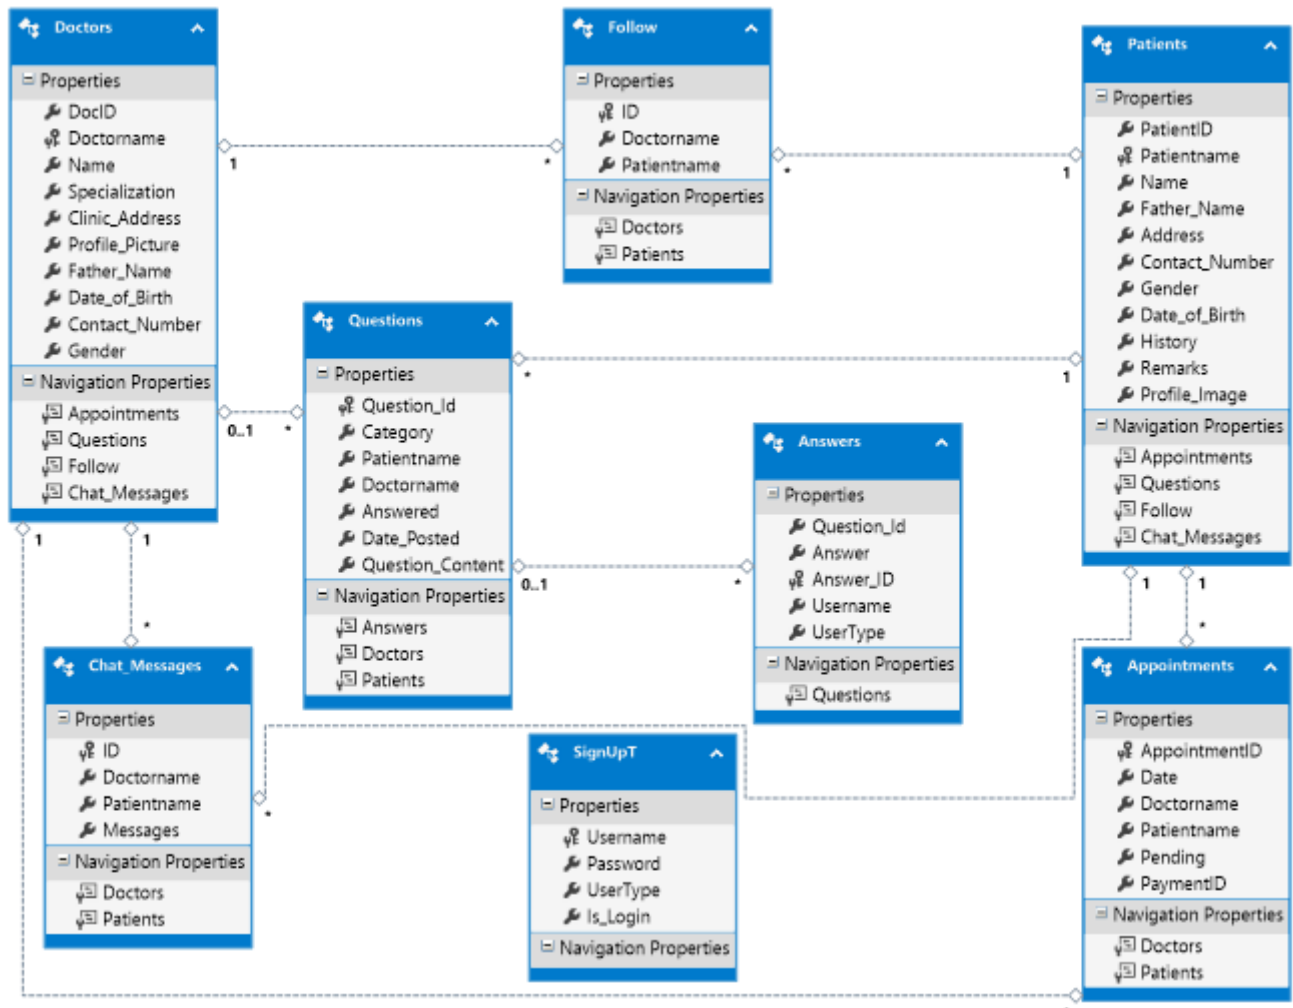 Doctors
Properties
DocID
Doctorname
Name
Specialization
Clinic_Address
Profile_Picture
Father_Name
Date_of_Birth
Contact_Number
Gender
Navigation Properties
Appointments
Questions
Follow
Chat_Messages
1
*
0..1
*
1
1
*
Follow
Properties
ID
Doctorname
Patientname
Navigation Properties
Doctors
Patients
*
1
Patients
Properties
PatientID
Patientname
Name
Father_Name
Address
Contact_Number
Gender
Date_of_Birth
History
Remarks
Profile_Image
Navigation Properties
Appointments
Questions
Follow
Chat_Messages
1
1
*
Questions
Properties
Question_Id
Category
Patientname
Doctorname
Answered
Date_Posted
Question_Content
Navigation Properties
Answers
Doctors
Patients
*
1
0..1
*
Answers
Properties
Question_Id
Answer
Answer_ID
Username
UserType
Navigation Properties
Questions
Chat_Messages
Properties
ID
Doctorname
Patientname
Messages
Navigation Properties
Doctors
Patients
*
SignUpT
Properties
Username
Password
UserType
Is_Login
Navigation Properties
Appointments
Properties
AppointmentID
Date
Doctorname
Patientname
Pending
PaymentID
Navigation Properties
Doctors
Patients